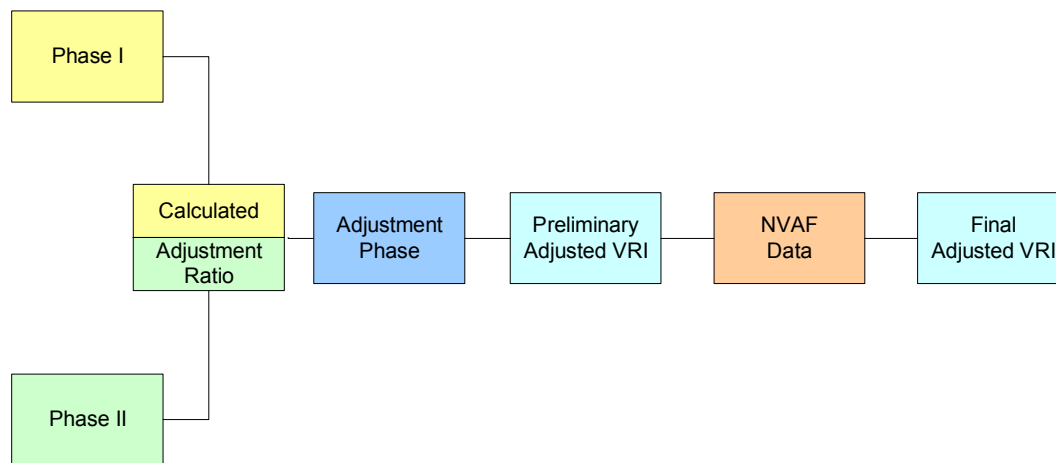 Phase I
Calculated
Adjustment
Ratio
Adjustment
Phase
Preliminary
Adjusted VRI
NVAF
Data
Final
Adjusted VRI
Phase II